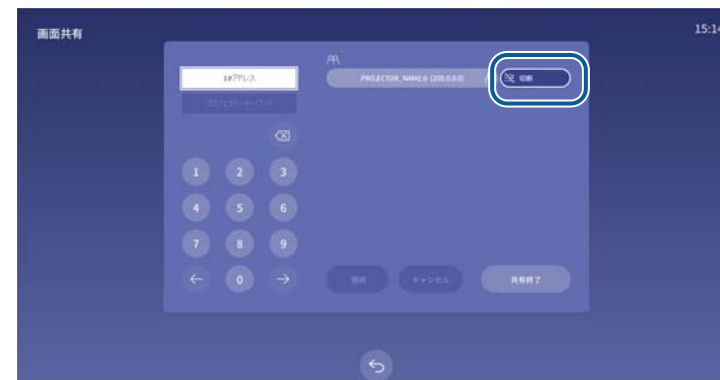 画面共有
15:14
IPアドレス
プロジェクターキーワード
PROJECTOR_NAME:0 (200.0.0.0)
切断
1 2 3
4 5 6
7 8 9
← 0 →
接続 キャンセル 共有終了